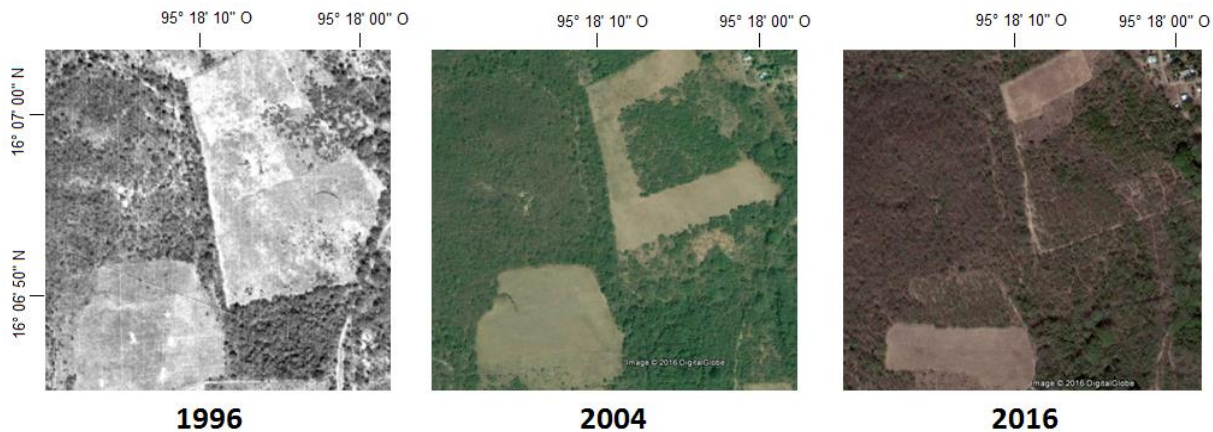 95° 18' 10" O 95° 18' 00" O 95° 18' 10" O 95° 18' 00" O 95° 18' 10" O 95° 18' 00" O
16° 07' 00" N
16° 06' 50" N
Image © 2016 DigitalGlobe
Image © 2016 DigitalGlobe
1996 2004 2016